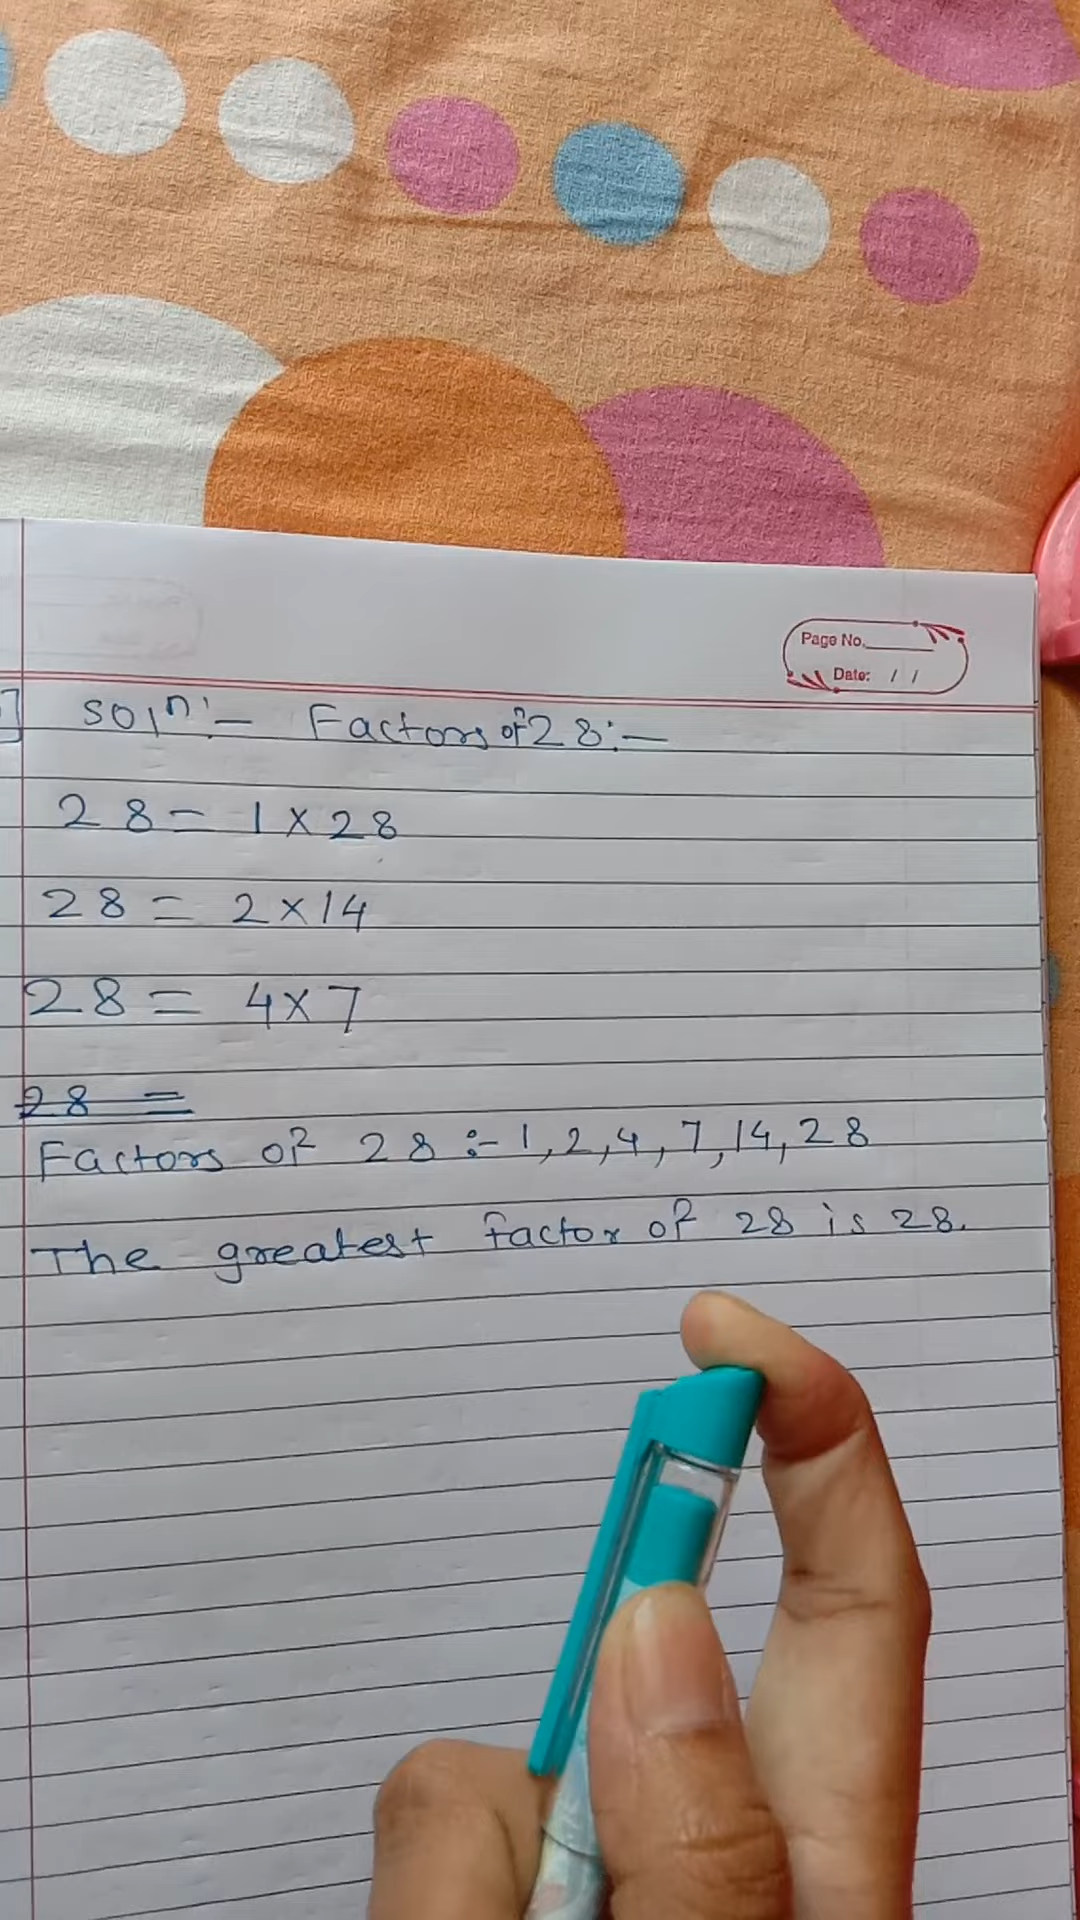 Page No.
Date: / /
Soln:- Factors of 28:-
28 = 1 x 28
28 = 2 x 14
28 = 4 x 7
28 =
Factors of 28 :- 1, 2, 4, 7, 14, 28
The greatest factor of 28 is 28.